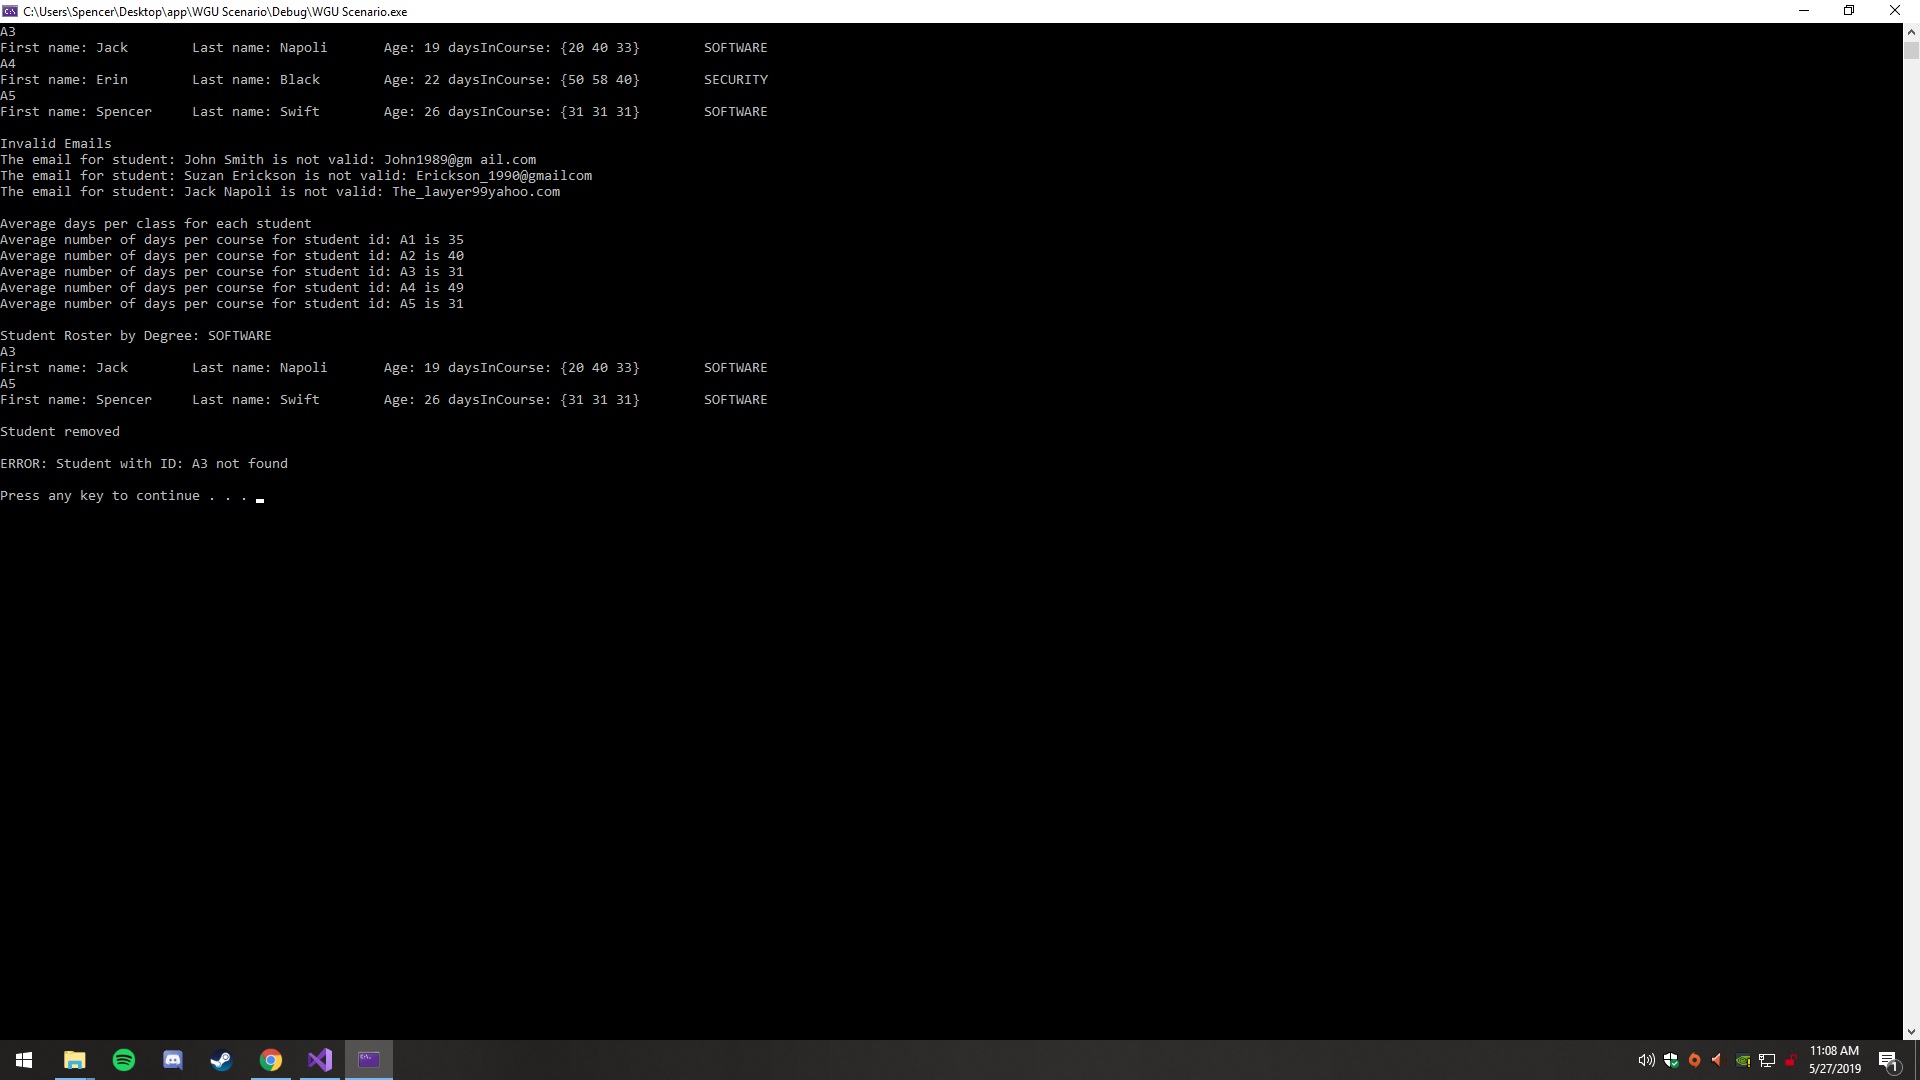 C:\Users\Spencer\Desktop\app\WGU Scenario\Debug\WGU Scenario.exe
A3
First name: Jack        Last name: Napoli       Age: 19 daysInCourse: {20 40 33}        SOFTWARE
A4
First name: Erin        Last name: Black        Age: 22 daysInCourse: {50 58 40}        SECURITY
A5
First name: Spencer     Last name: Swift        Age: 26 daysInCourse: {31 31 31}        SOFTWARE
Invalid Emails
The email for student: John Smith is not valid: John1989@gm ail.com
The email for student: Suzan Erickson is not valid: Erickson_1990@gmailcom
The email for student: Jack Napoli is not valid: The_lawyer99yahoo.com
Average days per class for each student
Average number of days per course for student id: A1 is 35
Average number of days per course for student id: A2 is 40
Average number of days per course for student id: A3 is 31
Average number of days per course for student id: A4 is 49
Average number of days per course for student id: A5 is 31
Student Roster by Degree: SOFTWARE
A3
First name: Jack        Last name: Napoli       Age: 19 daysInCourse: {20 40 33}        SOFTWARE
A5
First name: Spencer     Last name: Swift        Age: 26 daysInCourse: {31 31 31}        SOFTWARE
Student removed
ERROR: Student with ID: A3 not found
Press any key to continue . . .
11:08 AM
5/27/2019
1